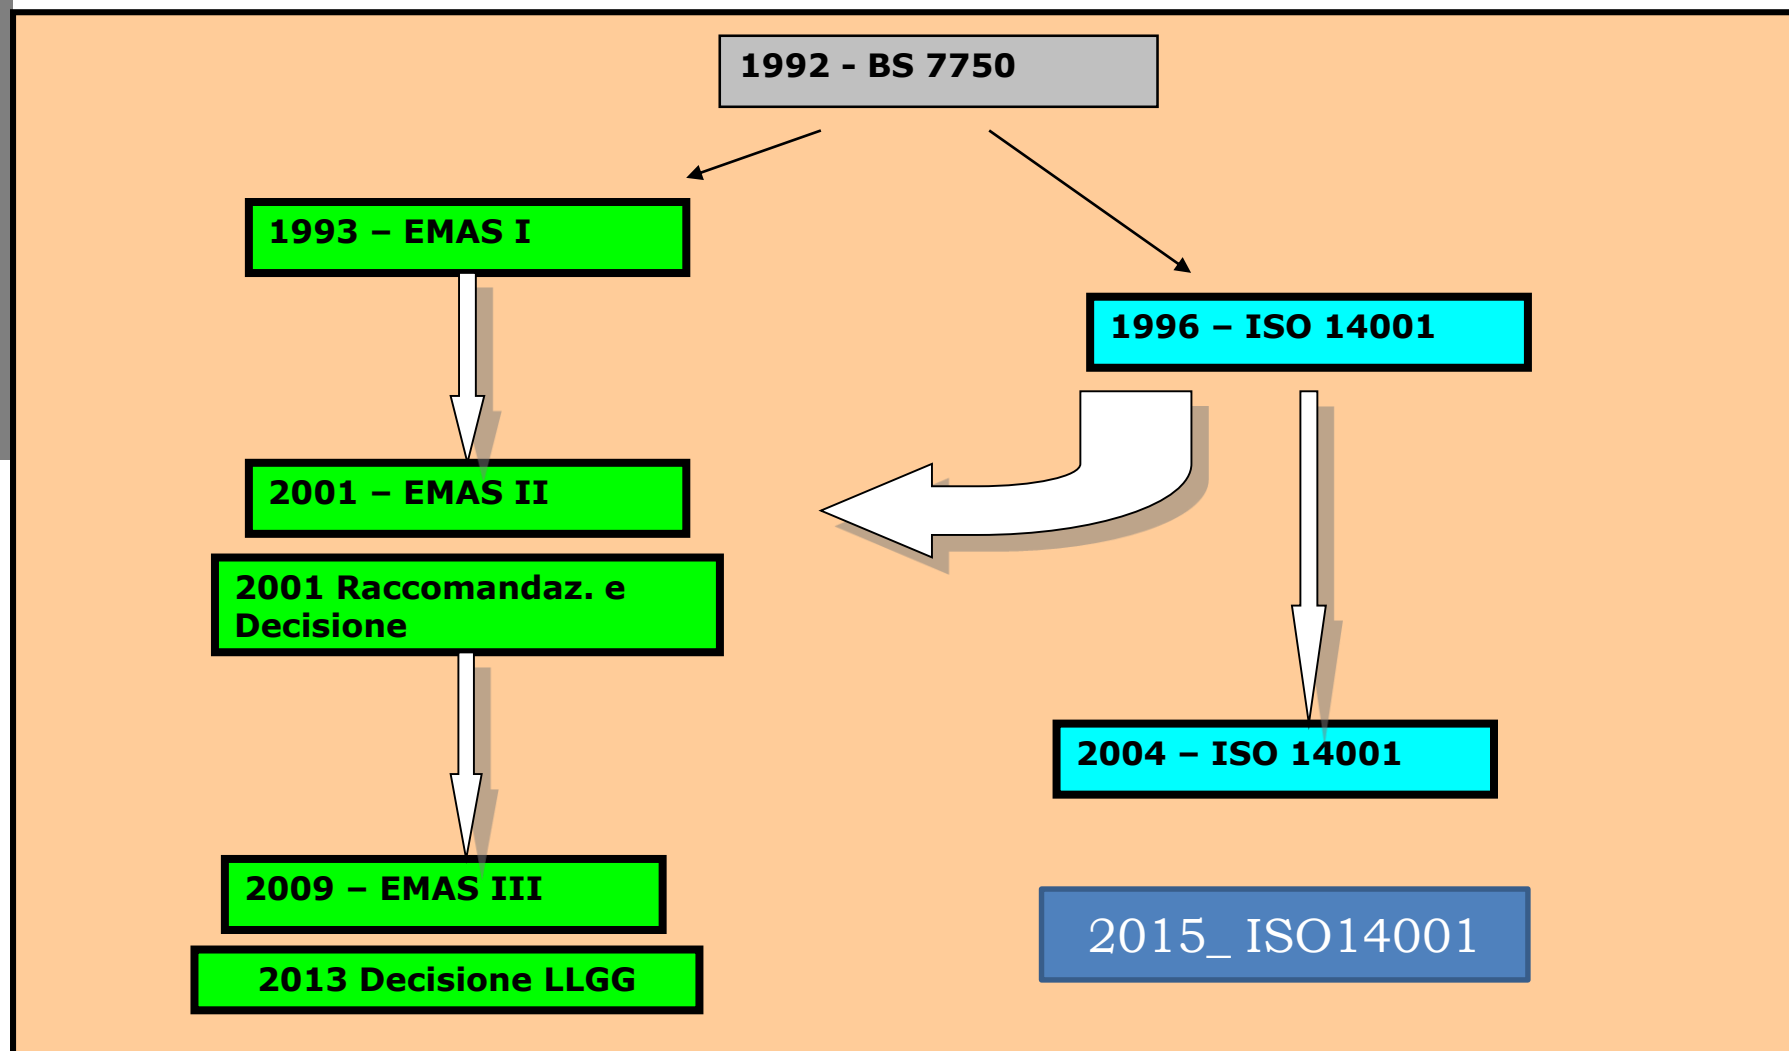 1992 - BS 7750
1993 – EMAS I
1996 – ISO 14001
2001 – EMAS II
2001 Raccomandaz. e
Decisione
2004 – ISO 14001
2009 – EMAS III
2015_ ISO14001
2013 Decisione LLGG